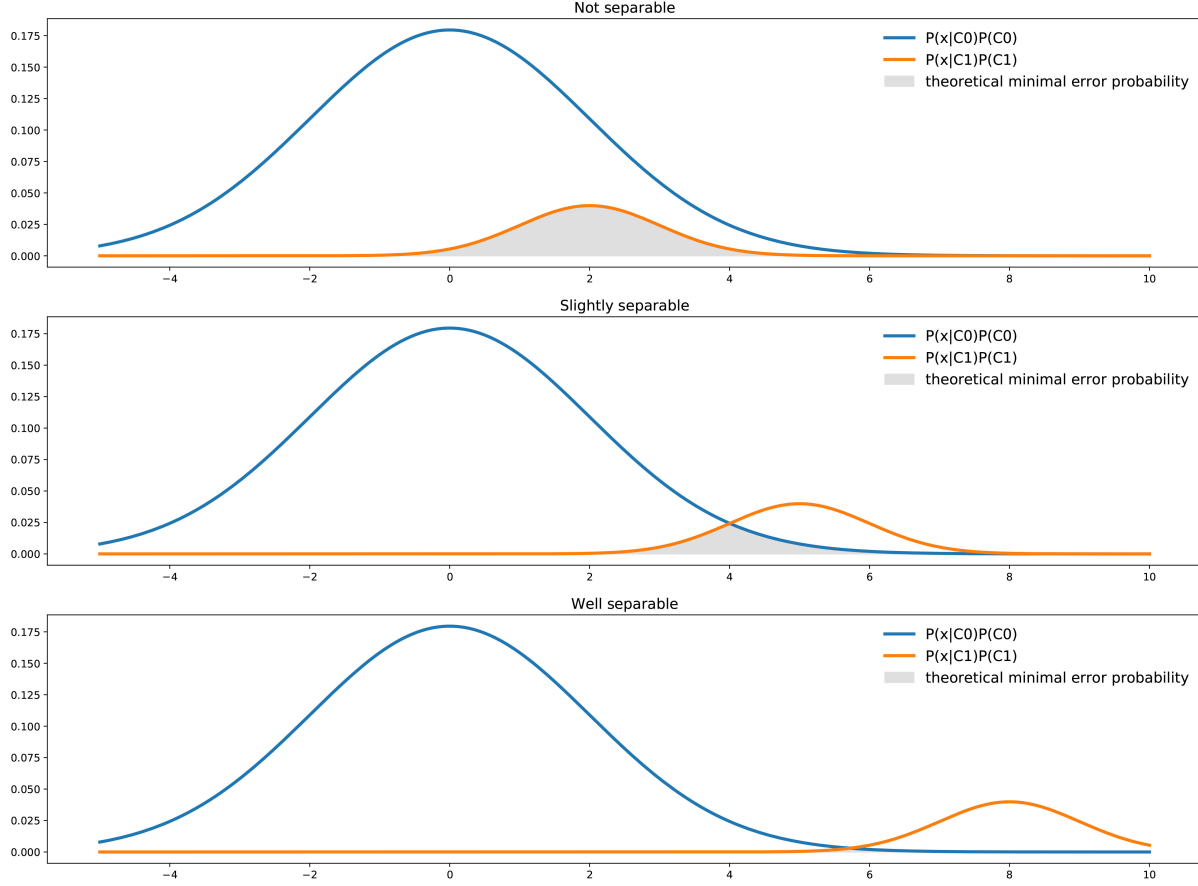 Not separable
0.175
0.150
0.125
0.100
0.075
0.050
0.025
0.000
P(x|C0)P(C0)
P(x|C1)P(C1)
theoretical minimal error probability
−4 −2 0 2 4 6 8 10
Slightly separable
0.175
0.150
0.125
0.100
0.075
0.050
0.025
0.000
P(x|C0)P(C0)
P(x|C1)P(C1)
theoretical minimal error probability
−4 −2 0 2 4 6 8 10
Well separable
0.175
0.150
0.125
0.100
0.075
0.050
0.025
0.000
P(x|C0)P(C0)
P(x|C1)P(C1)
theoretical minimal error probability
−4 −2 0 2 4 6 8 10